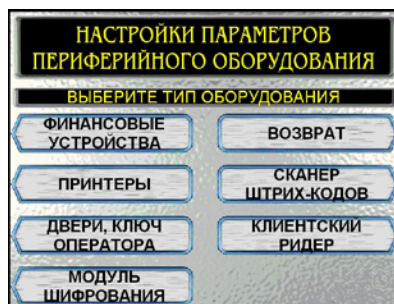 НАСТРОЙКИ ПАРАМЕТРОВ
ПЕРИФЕРИЙНОГО ОБОРУДОВАНИЯ
ВЫБЕРИТЕ ТИП ОБОРУДОВАНИЯ
ФИНАНСОВЫЕ
УСТРОЙСТВА
ВОЗВРАТ
ПРИНТЕРЫ
СКАНЕР
ШТРИХ-КОДОВ
ДВЕРИ, КЛЮЧ
ОПЕРАТОРА
КЛИЕНТСКИЙ
РИДЕР
МОДУЛЬ
ШИФРОВАНИЯ